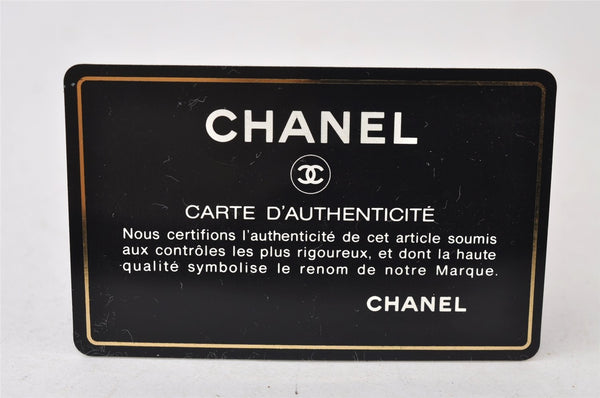 CHANEL
CARTE D'AUTHENTICITÉ
Nous certifions l'authenticité de cet article soumis
aux contrôles les plus rigoureux, et dont la haute
qualité symbolise le renom de notre Marque.
CHANEL